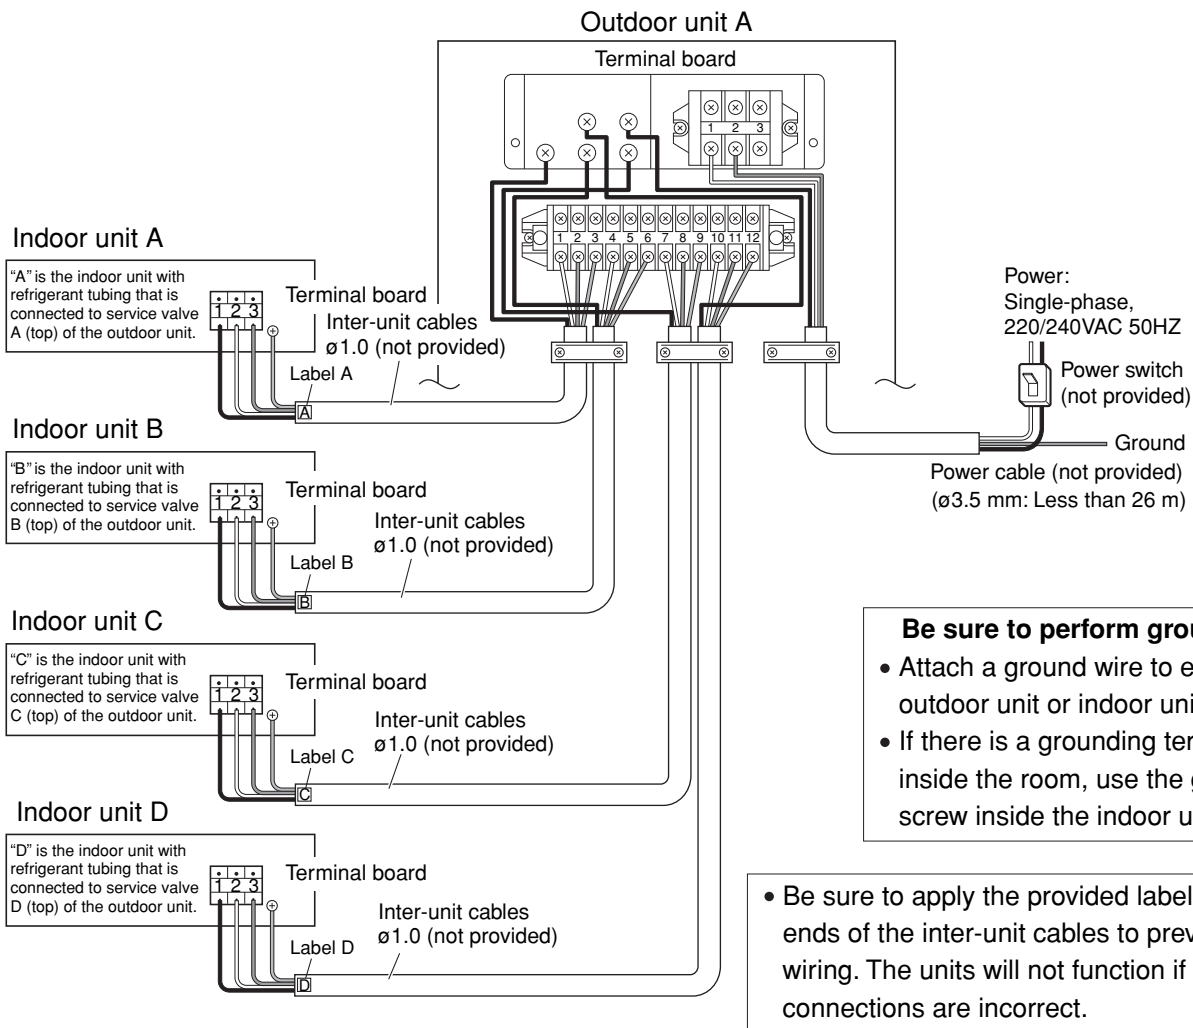 Outdoor unit A
Terminal board
1 2 3
1 2 3 4 5 6 7 8 9 10 11 12
Indoor unit A
“A” is the indoor unit with
refrigerant tubing that is
connected to service valve
A (top) of the outdoor unit.
1 2 3
Terminal board
Inter-unit cables
ø1.0 (not provided)
Label A
A
Power:
Single-phase,
220/240VAC 50HZ
Power switch
(not provided)
Ground
Power cable (not provided)
(ø3.5 mm: Less than 26 m)
Indoor unit B
“B” is the indoor unit with
refrigerant tubing that is
connected to service valve
B (top) of the outdoor unit.
1 2 3
Terminal board
Inter-unit cables
ø1.0 (not provided)
Label B
B
Indoor unit C
“C” is the indoor unit with
refrigerant tubing that is
connected to service valve
C (top) of the outdoor unit.
1 2 3
Terminal board
Inter-unit cables
ø1.0 (not provided)
Label C
C
Indoor unit D
“D” is the indoor unit with
refrigerant tubing that is
connected to service valve
D (top) of the outdoor unit.
1 2 3
Terminal board
Inter-unit cables
ø1.0 (not provided)
Label D
D
Be sure to perform
• Attach a ground wire to
outdoor unit or indoor
• If there is a grounding
inside the room, use the
screw inside the indoor
• Be sure to apply the provided
ends of the inter-unit cables to
wiring. The units will not function if
connections are incorrect.